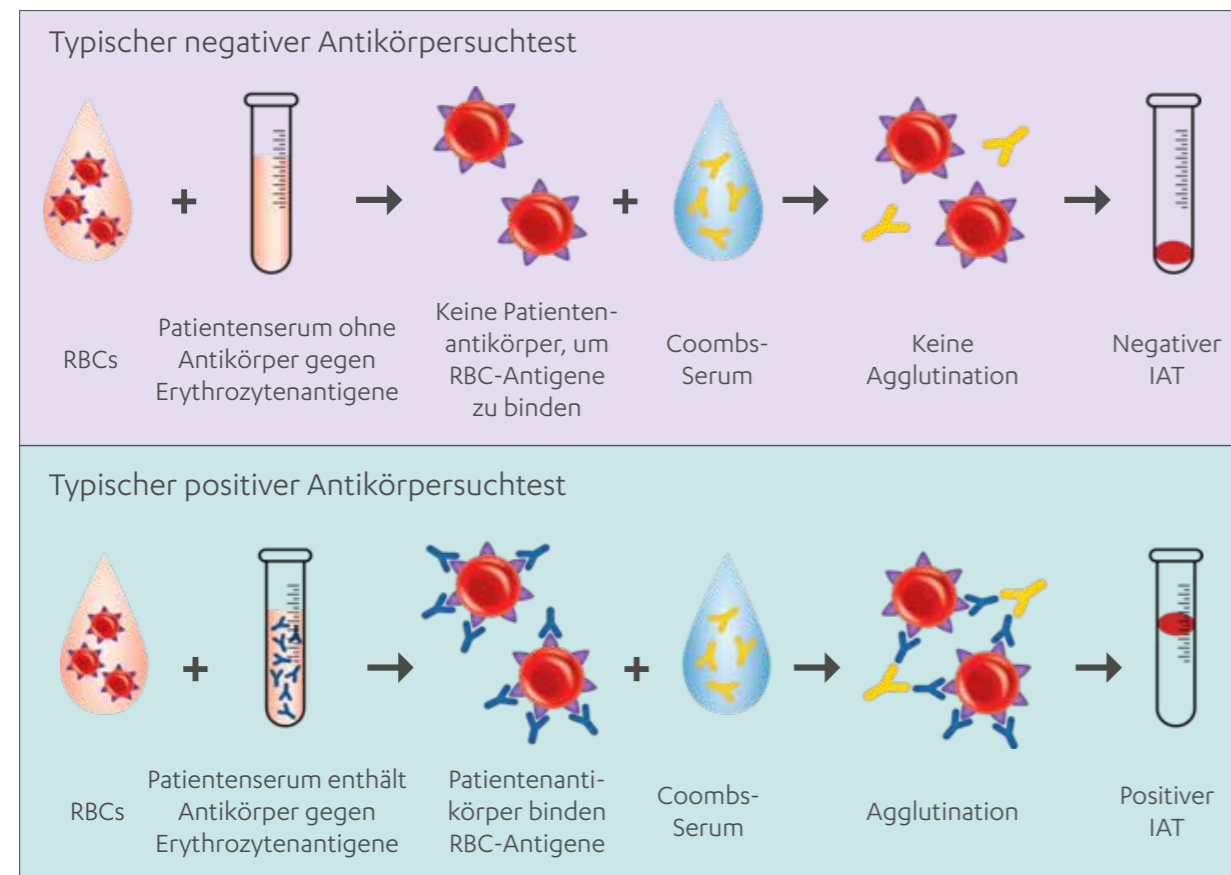 Typischer negativer Antikörpersuchtest
RBCs
Patientenserum ohne
Antikörper gegen
Erythrozytenantigene
Keine Patienten-
antikörper, um
RBC-Antigene
zu binden
Coombs-
Serum
Keine
Agglutination
Negativer
IAT
Typischer positiver Antikörpersuchtest
RBCs
Patientenserum enthält
Antikörper gegen
Erythrozytenantigene
Patientenanti-
körper binden
RBC-Antigene
Coombs-
Serum
Agglutination
Positiver
IAT